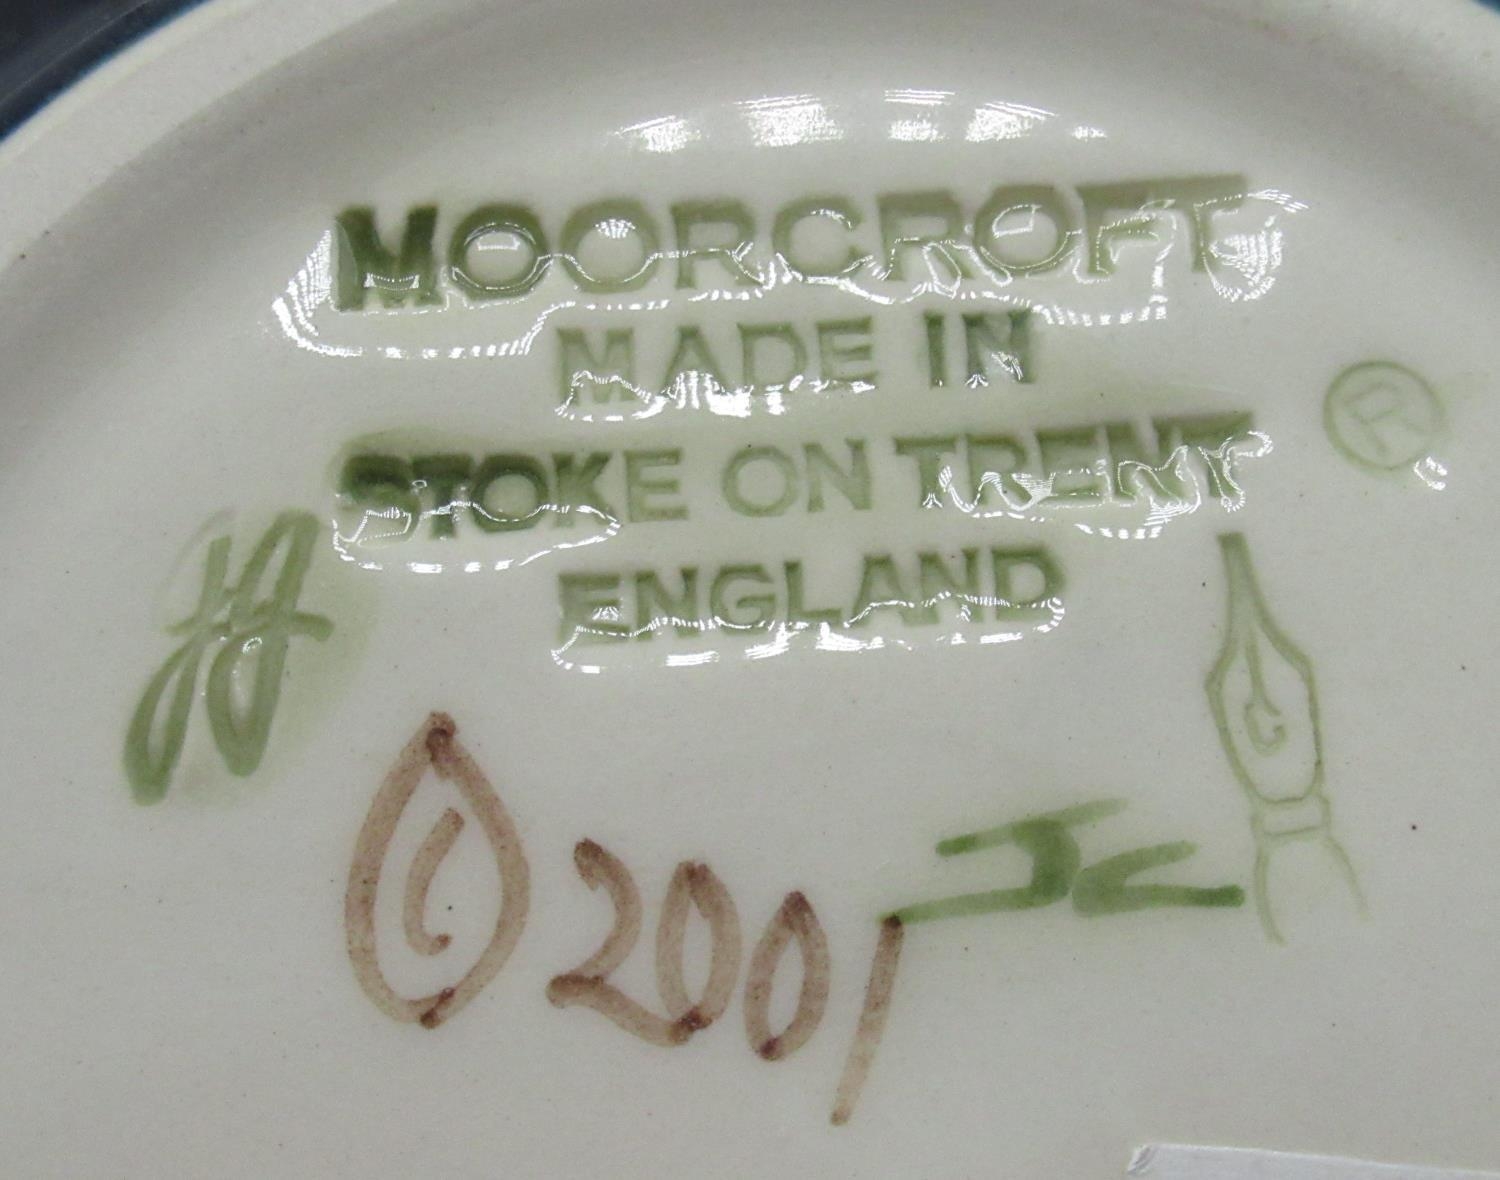 MOORCROFT
MADE IN
STOKE ON TRENT
ENGLAND
®
© 2001